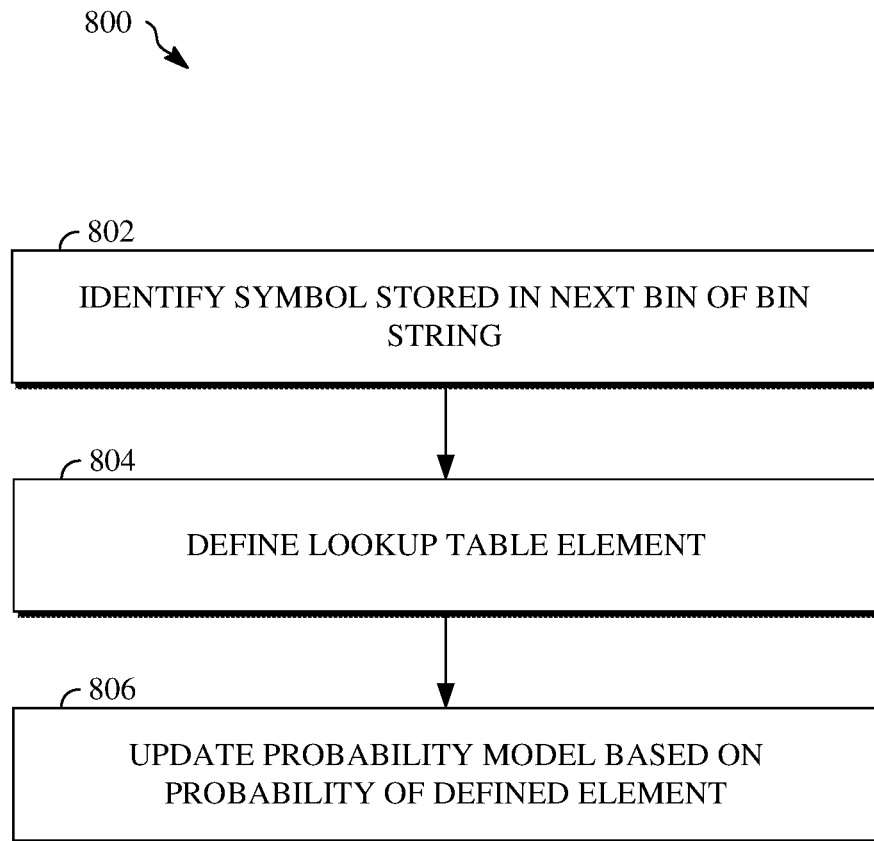 800
802
IDENTIFY SYMBOL STORED IN NEXT BIN OF BIN
STRING
804
DEFINE LOOKUP TABLE ELEMENT
806
UPDATE PROBABILITY MODEL BASED ON
PROBABILITY OF DEFINED ELEMENT